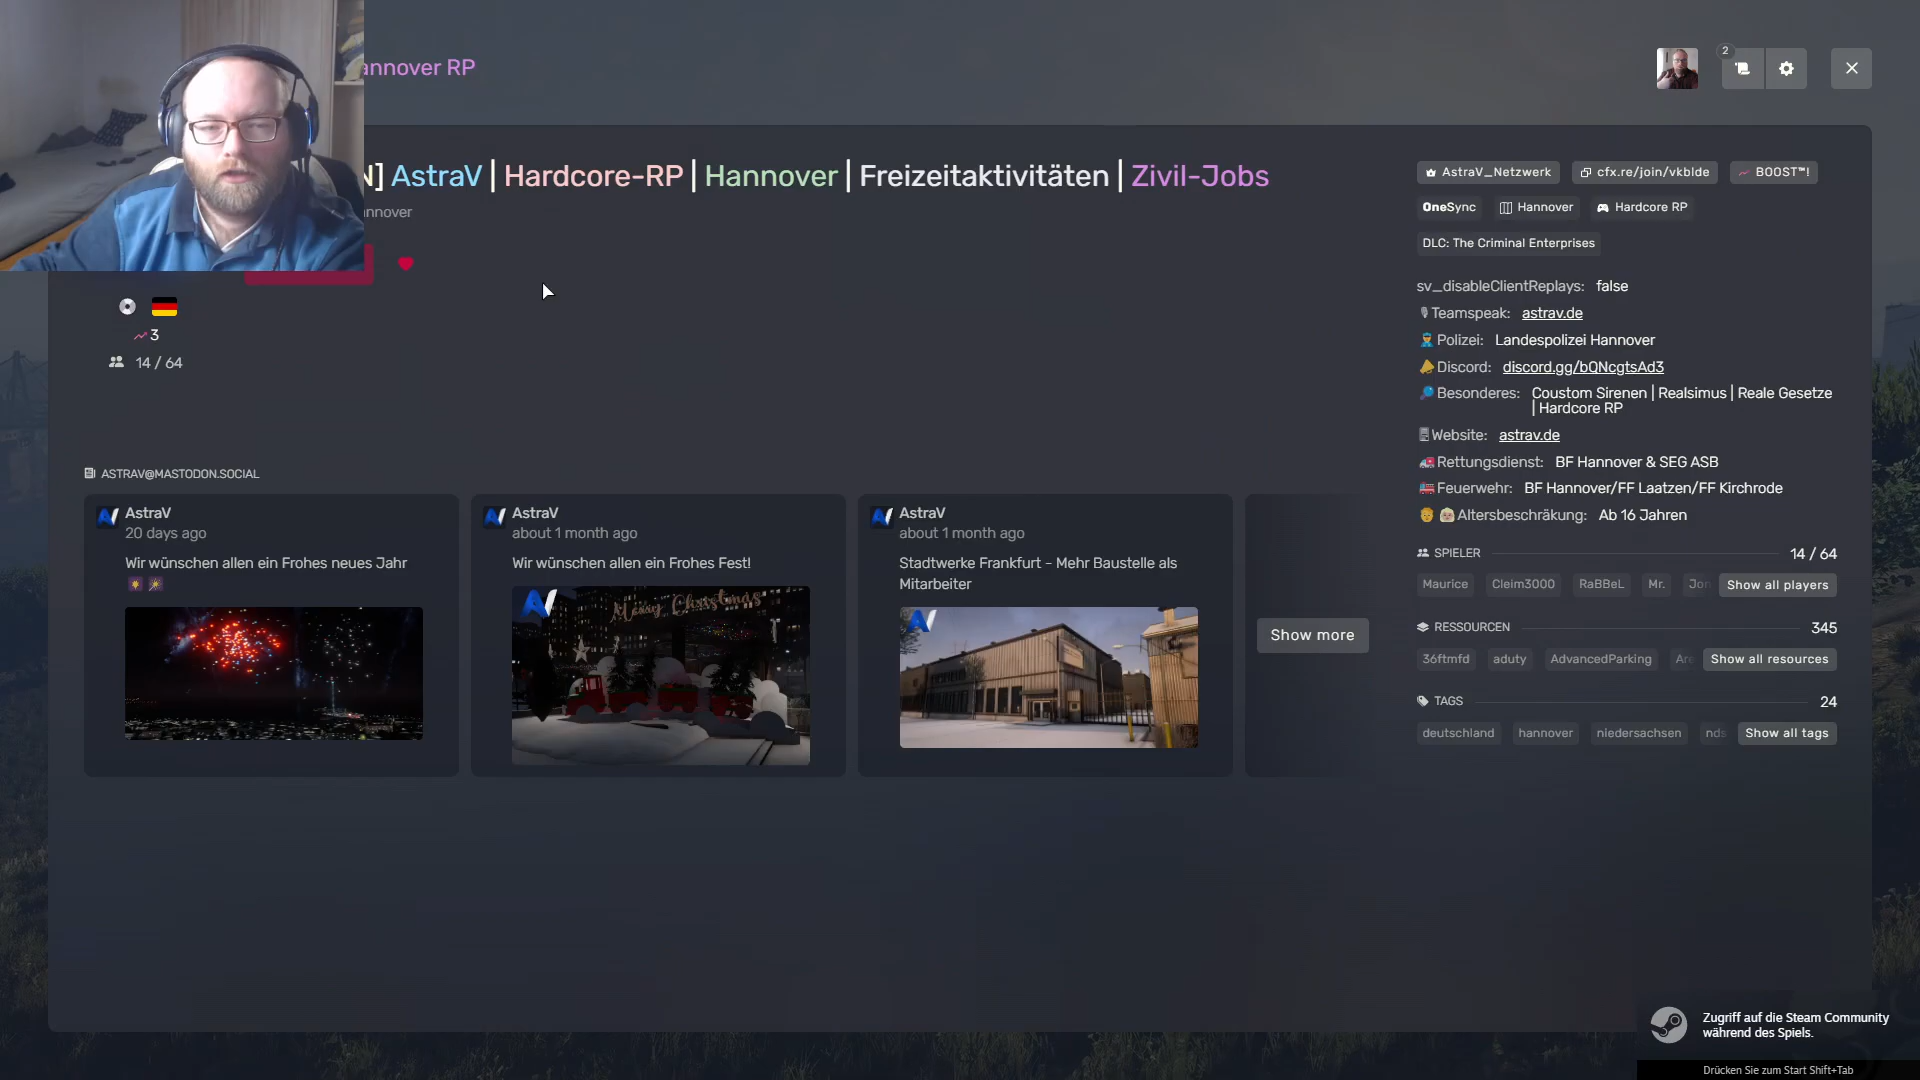 annover RP
2
N] AstraV | Hardcore-RP | Hannover | Freizeitaktivitäten | Zivil-Jobs
annover
3
14 / 64
ASTRAV@MASTODON.SOCIAL
AstraV
20 days ago
Wir wünschen allen ein Frohes neues Jahr
AstraV
about 1 month ago
Wir wünschen allen ein Frohes Fest!
Merry Christmas
AstraV
about 1 month ago
Stadtwerke Frankfurt - Mehr Baustelle als
Mitarbeiter
Show more
AstraV_Netzwerk
cfx.re/join/vkblde
BOOST™!
OneSync
Hannover
Hardcore RP
DLC: The Criminal Enterprises
sv_disableClientReplays: false
Teamspeak: astrav.de
Polizei: Landespolizei Hannover
Discord: discord.gg/bQNcgtsAd3
Besonderes: Coustom Sirenen | Realsimus | Reale Gesetze
| Hardcore RP
Website: astrav.de
Rettungsdienst: BF Hannover & SEG ASB
Feuerwehr: BF Hannover/FF Laatzen/FF Kirchrode
Altersbeschräkung: Ab 16 Jahren
SPIELER 14 / 64
Maurice Cleim3000 RaBBeL Mr. Jon Show all players
RESSOURCEN 345
36ftmfd aduty AdvancedParking Are Show all resources
TAGS 24
deutschland hannover niedersachsen nds Show all tags
Zugriff auf die Steam Community
während des Spiels.
Drücken Sie zum Start Shift+Tab